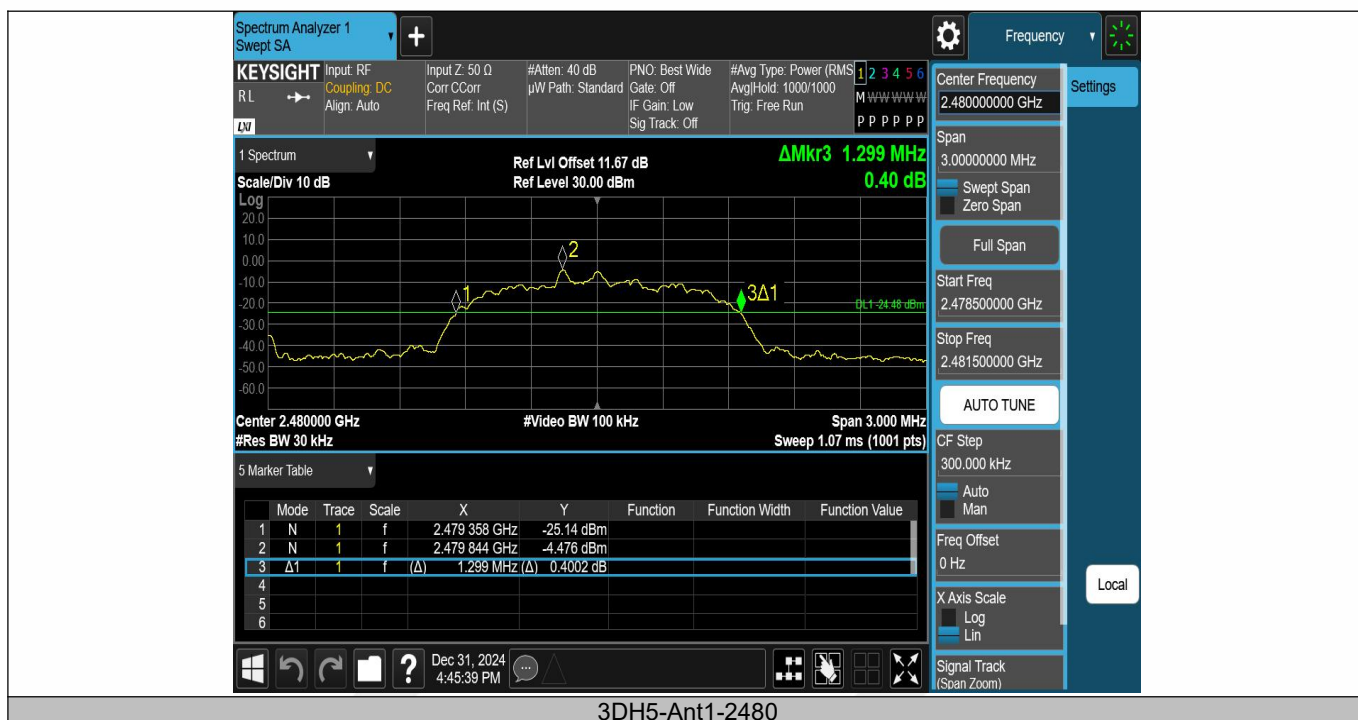 Spectrum Analyzer 1
Swept SA
+
Frequency
KEYSIGHT
RL
LXI
Input: RF
Coupling: DC
Align: Auto
Input Z: 50 Ω
Corr CCorr
Freq Ref: Int (S)
#Atten: 40 dB
µW Path: Standard
PNO: Best Wide
Gate: Off
IF Gain: Low
Sig Track: Off
#Avg Type: Power (RMS
Avg|Hold: 1000/1000
Trig: Free Run
1 2 3 4 5 6
M W W W W W
P P P P P P
1 Spectrum
Scale/Div 10 dB
Ref Lvl Offset 11.67 dB
Ref Level 30.00 dBm
ΔMkr3 1.299 MHz
0.40 dB
Log
20.0
10.0
0.00
-10.0
-20.0
-30.0
-40.0
-50.0
-60.0
1
2
3Δ1
DL1 -24.48 dBm
Center 2.480000 GHz
#Video BW 100 kHz
Span 3.000 MHz
#Res BW 30 kHz
Sweep 1.07 ms (1001 pts)
5 Marker Table
Mode Trace Scale X Y Function Function Width Function Value
1 N 1 f 2.479 358 GHz -25.14 dBm
2 N 1 f 2.479 844 GHz -4.476 dBm
3 Δ1 1 f (Δ) 1.299 MHz (Δ) 0.4002 dB
4
5
6
?
Dec 31, 2024
4:45:39 PM
Settings
Center Frequency
2.480000000 GHz
Span
3.00000000 MHz
Swept Span
Zero Span
Full Span
Start Freq
2.478500000 GHz
Stop Freq
2.481500000 GHz
AUTO TUNE
CF Step
300.000 kHz
Auto
Man
Freq Offset
0 Hz
X Axis Scale
Log
Lin
Signal Track
(Span Zoom)
Local
3DH5-Ant1-2480